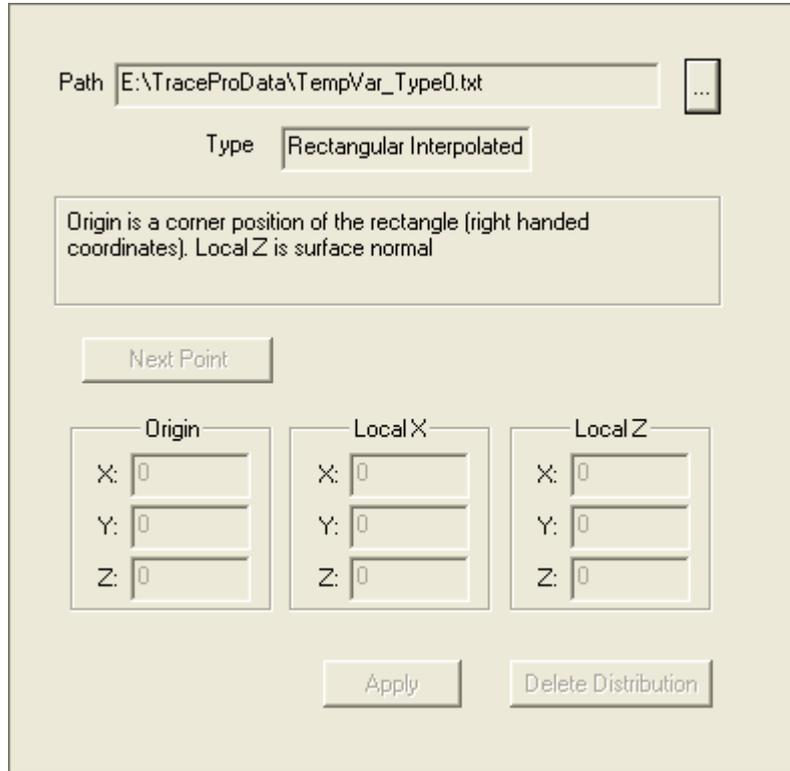 Path E:\TraceProData\TempVar_Type0.txt ...
Type Rectangular Interpolated
Origin is a corner position of the rectangle (right handed
coordinates). Local Z is surface normal
Next Point
Origin Local X Local Z
X: 0 X: 0 X: 0
Y: 0 Y: 0 Y: 0
Z: 0 Z: 0 Z: 0
Apply Delete Distribution